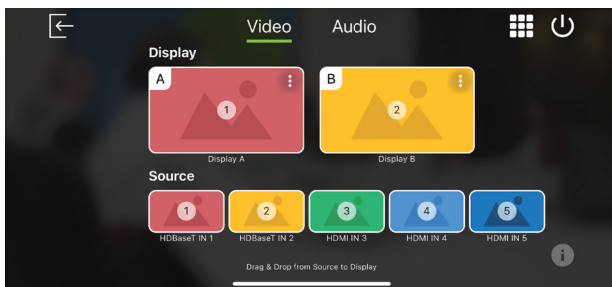 Video Audio
Display
A 1 B 2
Display A Display B
Source
1 2 3 4 5
HDBaseT IN 1 HDBaseT IN 2 HDMI IN 3 HDMI IN 4 HDMI IN 5
i
Drag & Drop from Source to Display